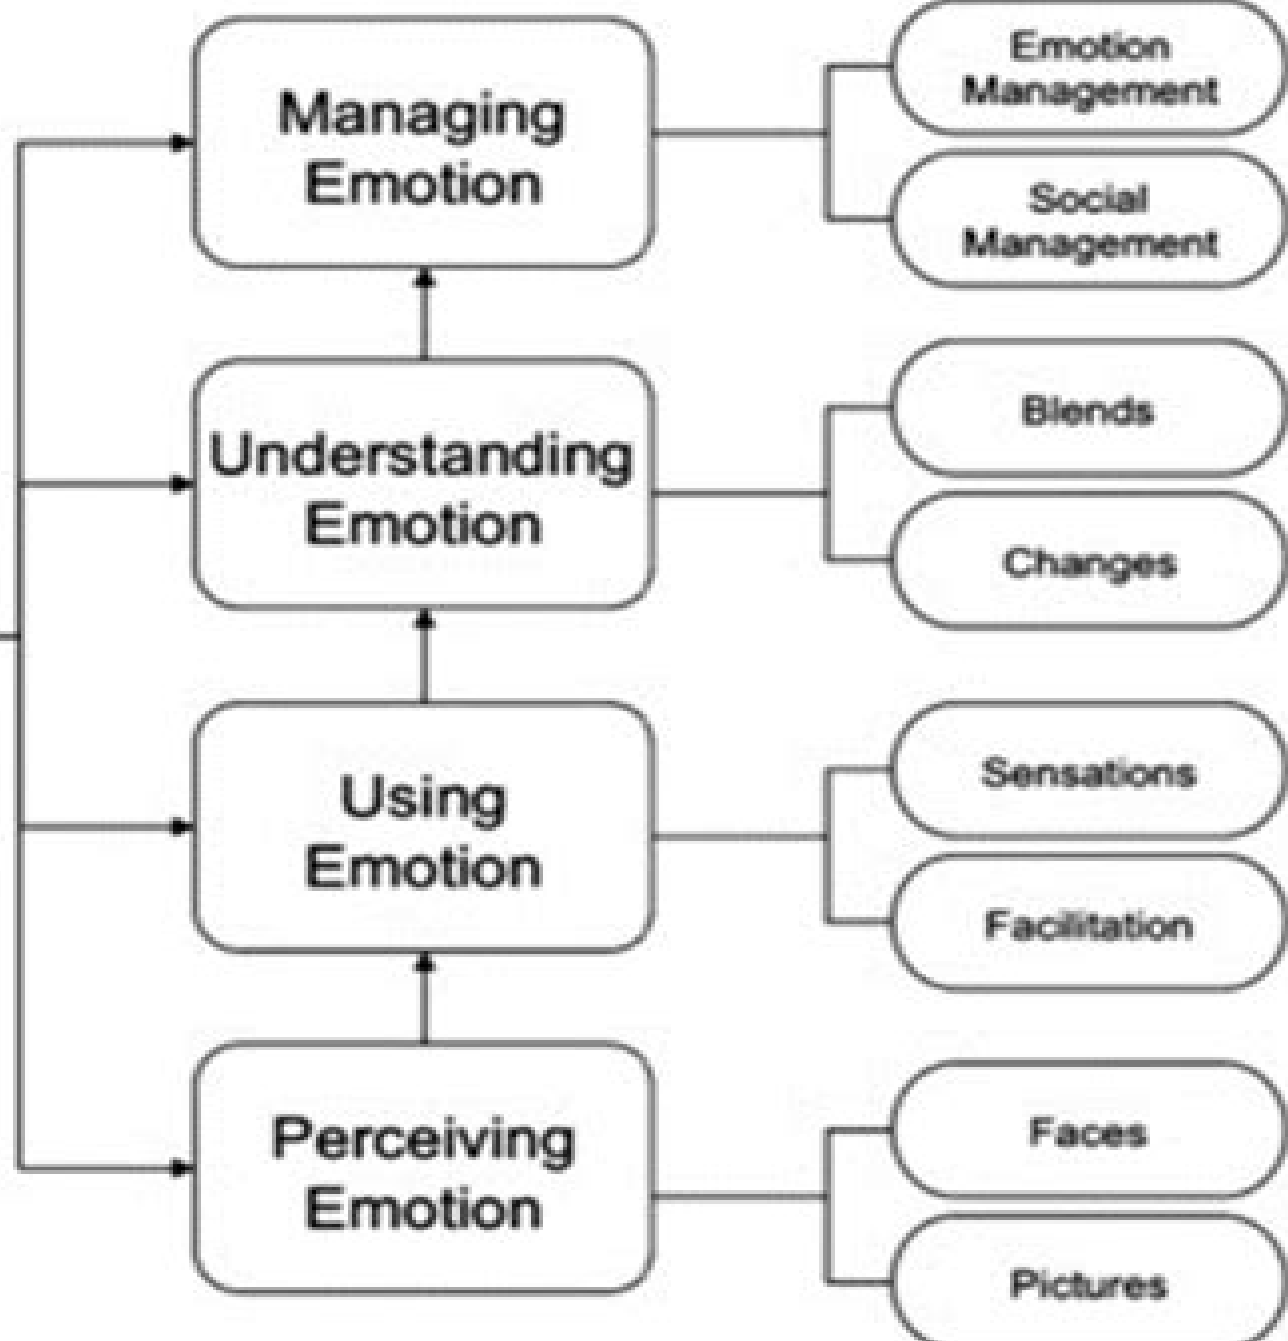 Managing
Emotion
Emotion
Management
Social
Management
Understanding
Emotion
Blends
Changes
Using
Emotion
Sensations
Facilitation
Perceiving
Emotion
Faces
Pictures